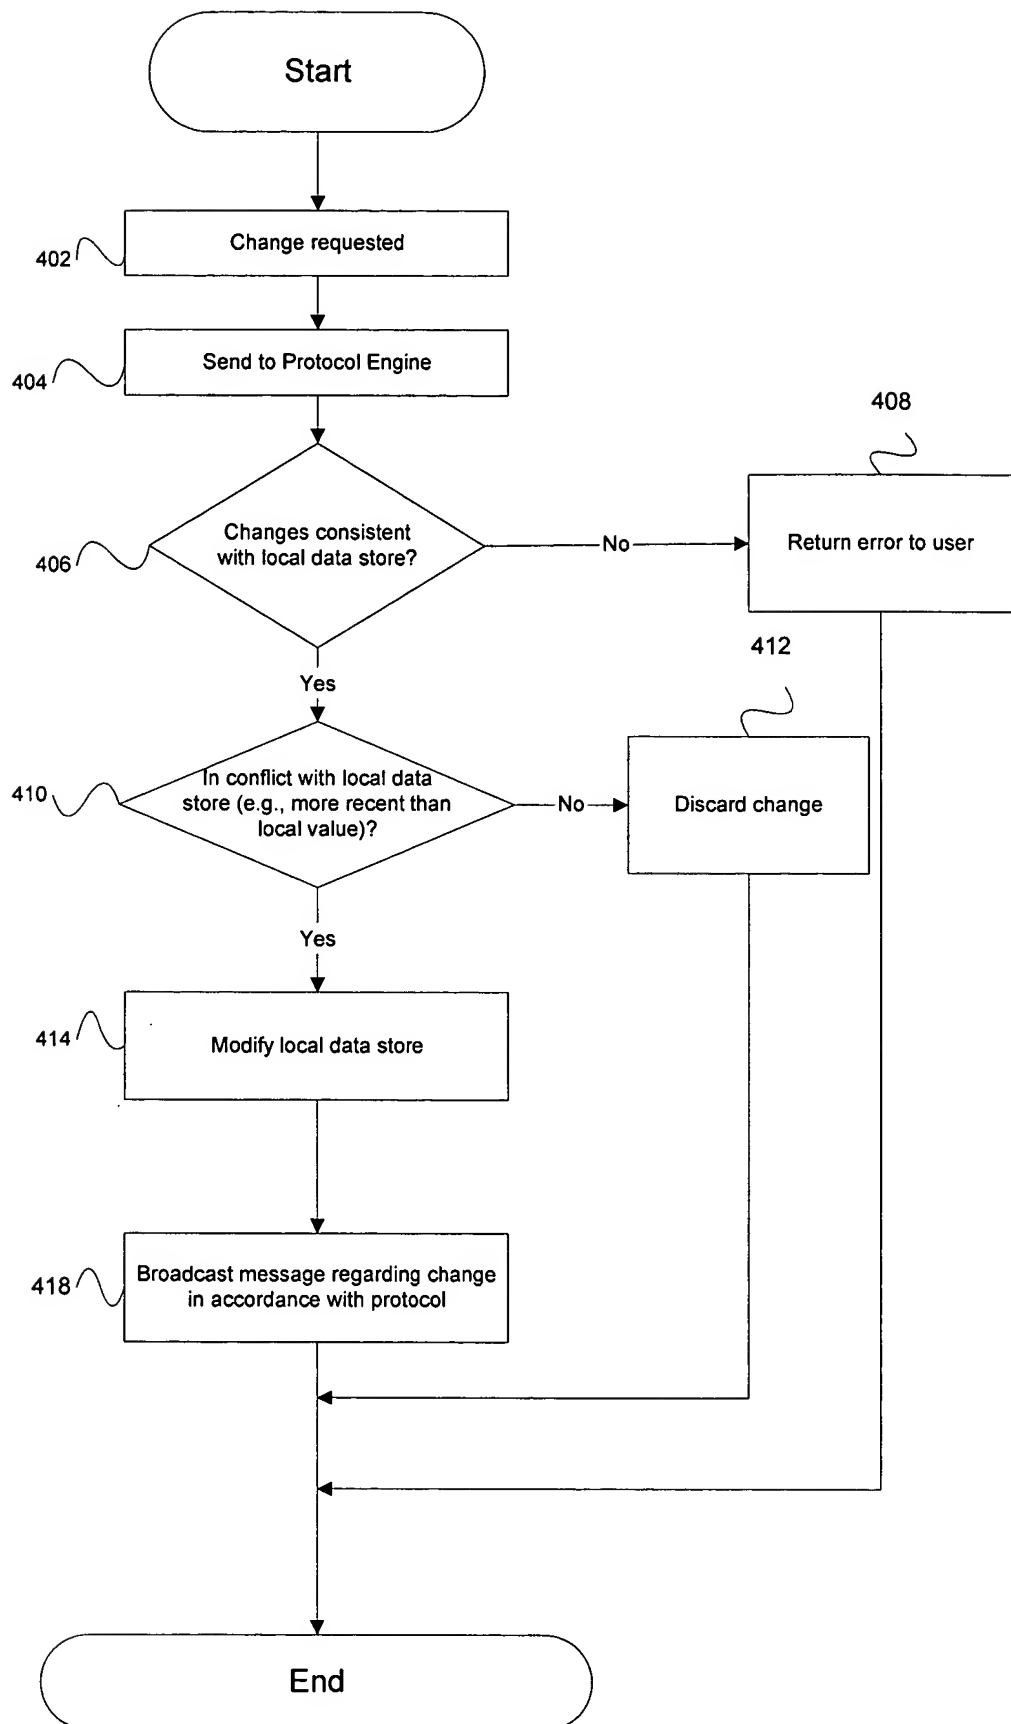 Start
Change requested
402
Send to Protocol Engine
404
408
Changes consistent
with local data store?
406
No
Return error to user
412
Yes
In conflict with local data
store (e.g., more recent than
local value)?
410
No
Discard change
Yes
Modify local data store
414
Broadcast message regarding change
in accordance with protocol
418
End